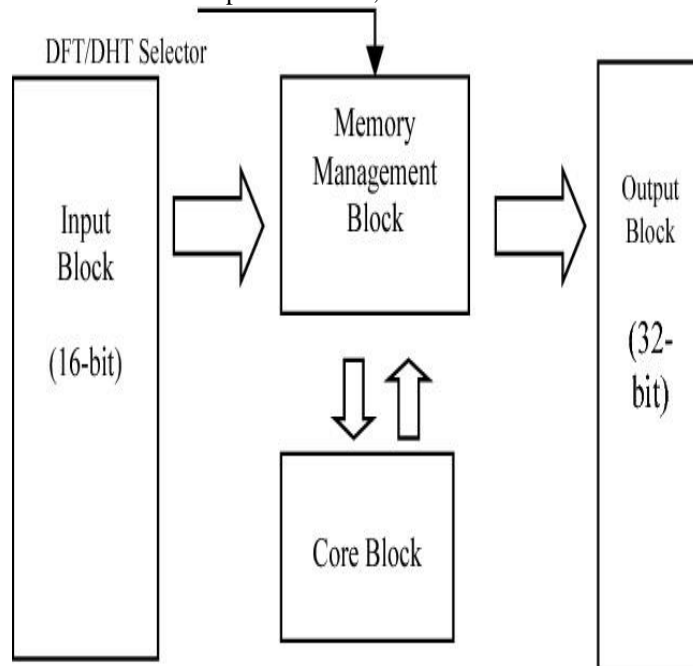 DFT/DHT Selector
Input
Block
(16-bit)
Memory
Management
Block
Core Block
Output
Block
(32-
bit)